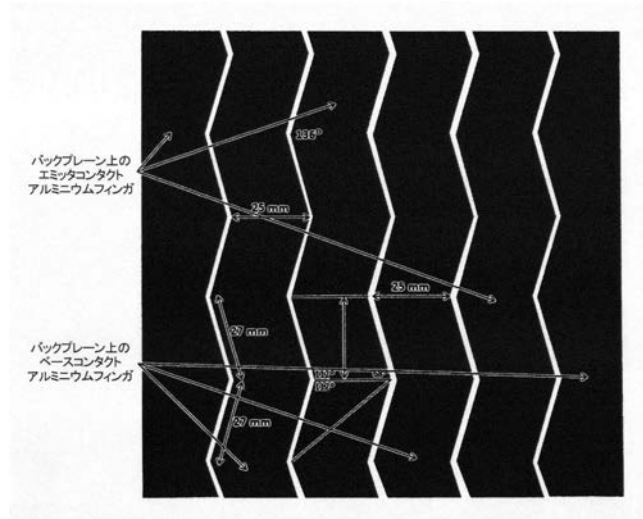 バックプレーン上の
エミッタコンタクト
アルミニウムフィンガ
136°
25 mm
25 mm
バックプレーン上の
ベースコンタクト
アルミニウムフィンガ
27 mm
27 mm